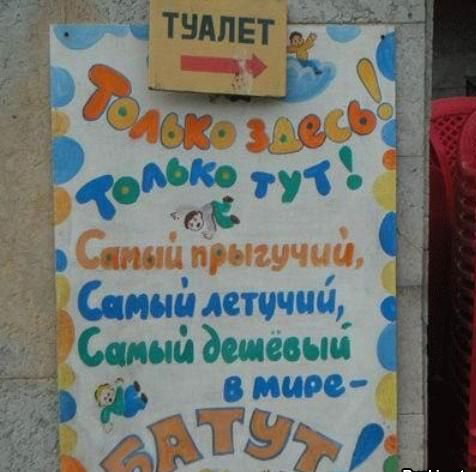 ТУАЛЕТ
Только здесь!
Только тут!
Самый прыгучий,
Самый летучий,
Самый дешёвый
в мире-
БАТУТ!